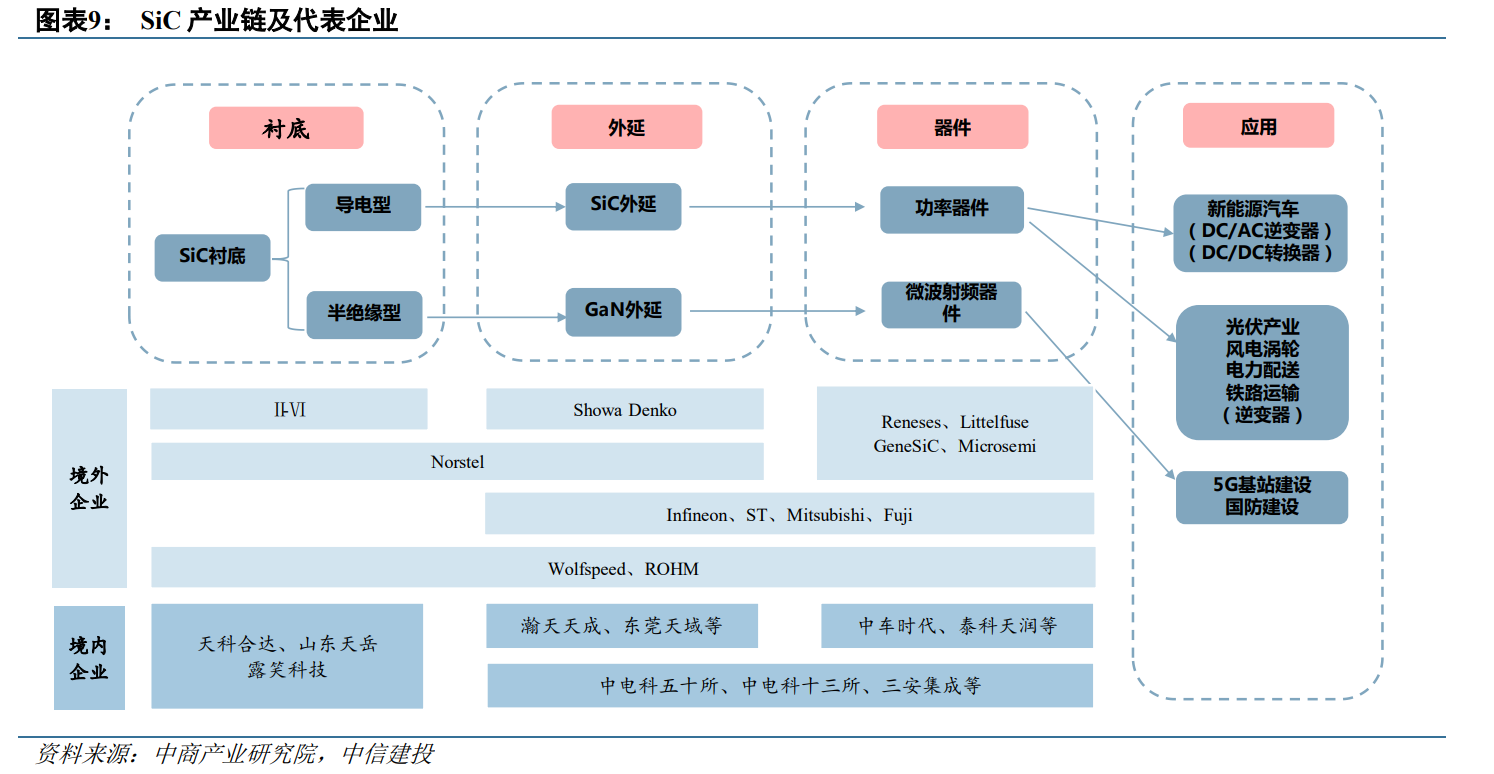 图表9： SiC 产业链及代表企业
衬底
外延
器件
应用
SiC衬底
导电型
半绝缘型
SiC外延
GaN外延
功率器件
微波射频器
件
新能源汽车
（DC/AC逆变器）
（DC/DC转换器）
光伏产业
风电涡轮
电力配送
铁路运输
（逆变器）
5G基站建设
国防建设
境外
企业
II-VI
Showa Denko
Reneses、Littelfuse
GeneSiC、Microsemi
Norstel
Infineon、ST、Mitsubishi、Fuji
Wolfspeed、ROHM
境内
企业
天科合达、山东天岳
露笑科技
瀚天天成、东莞天域等
中车时代、泰科天润等
中电科五十所、中电科十三所、三安集成等
资料来源：中商产业研究院，中信建投